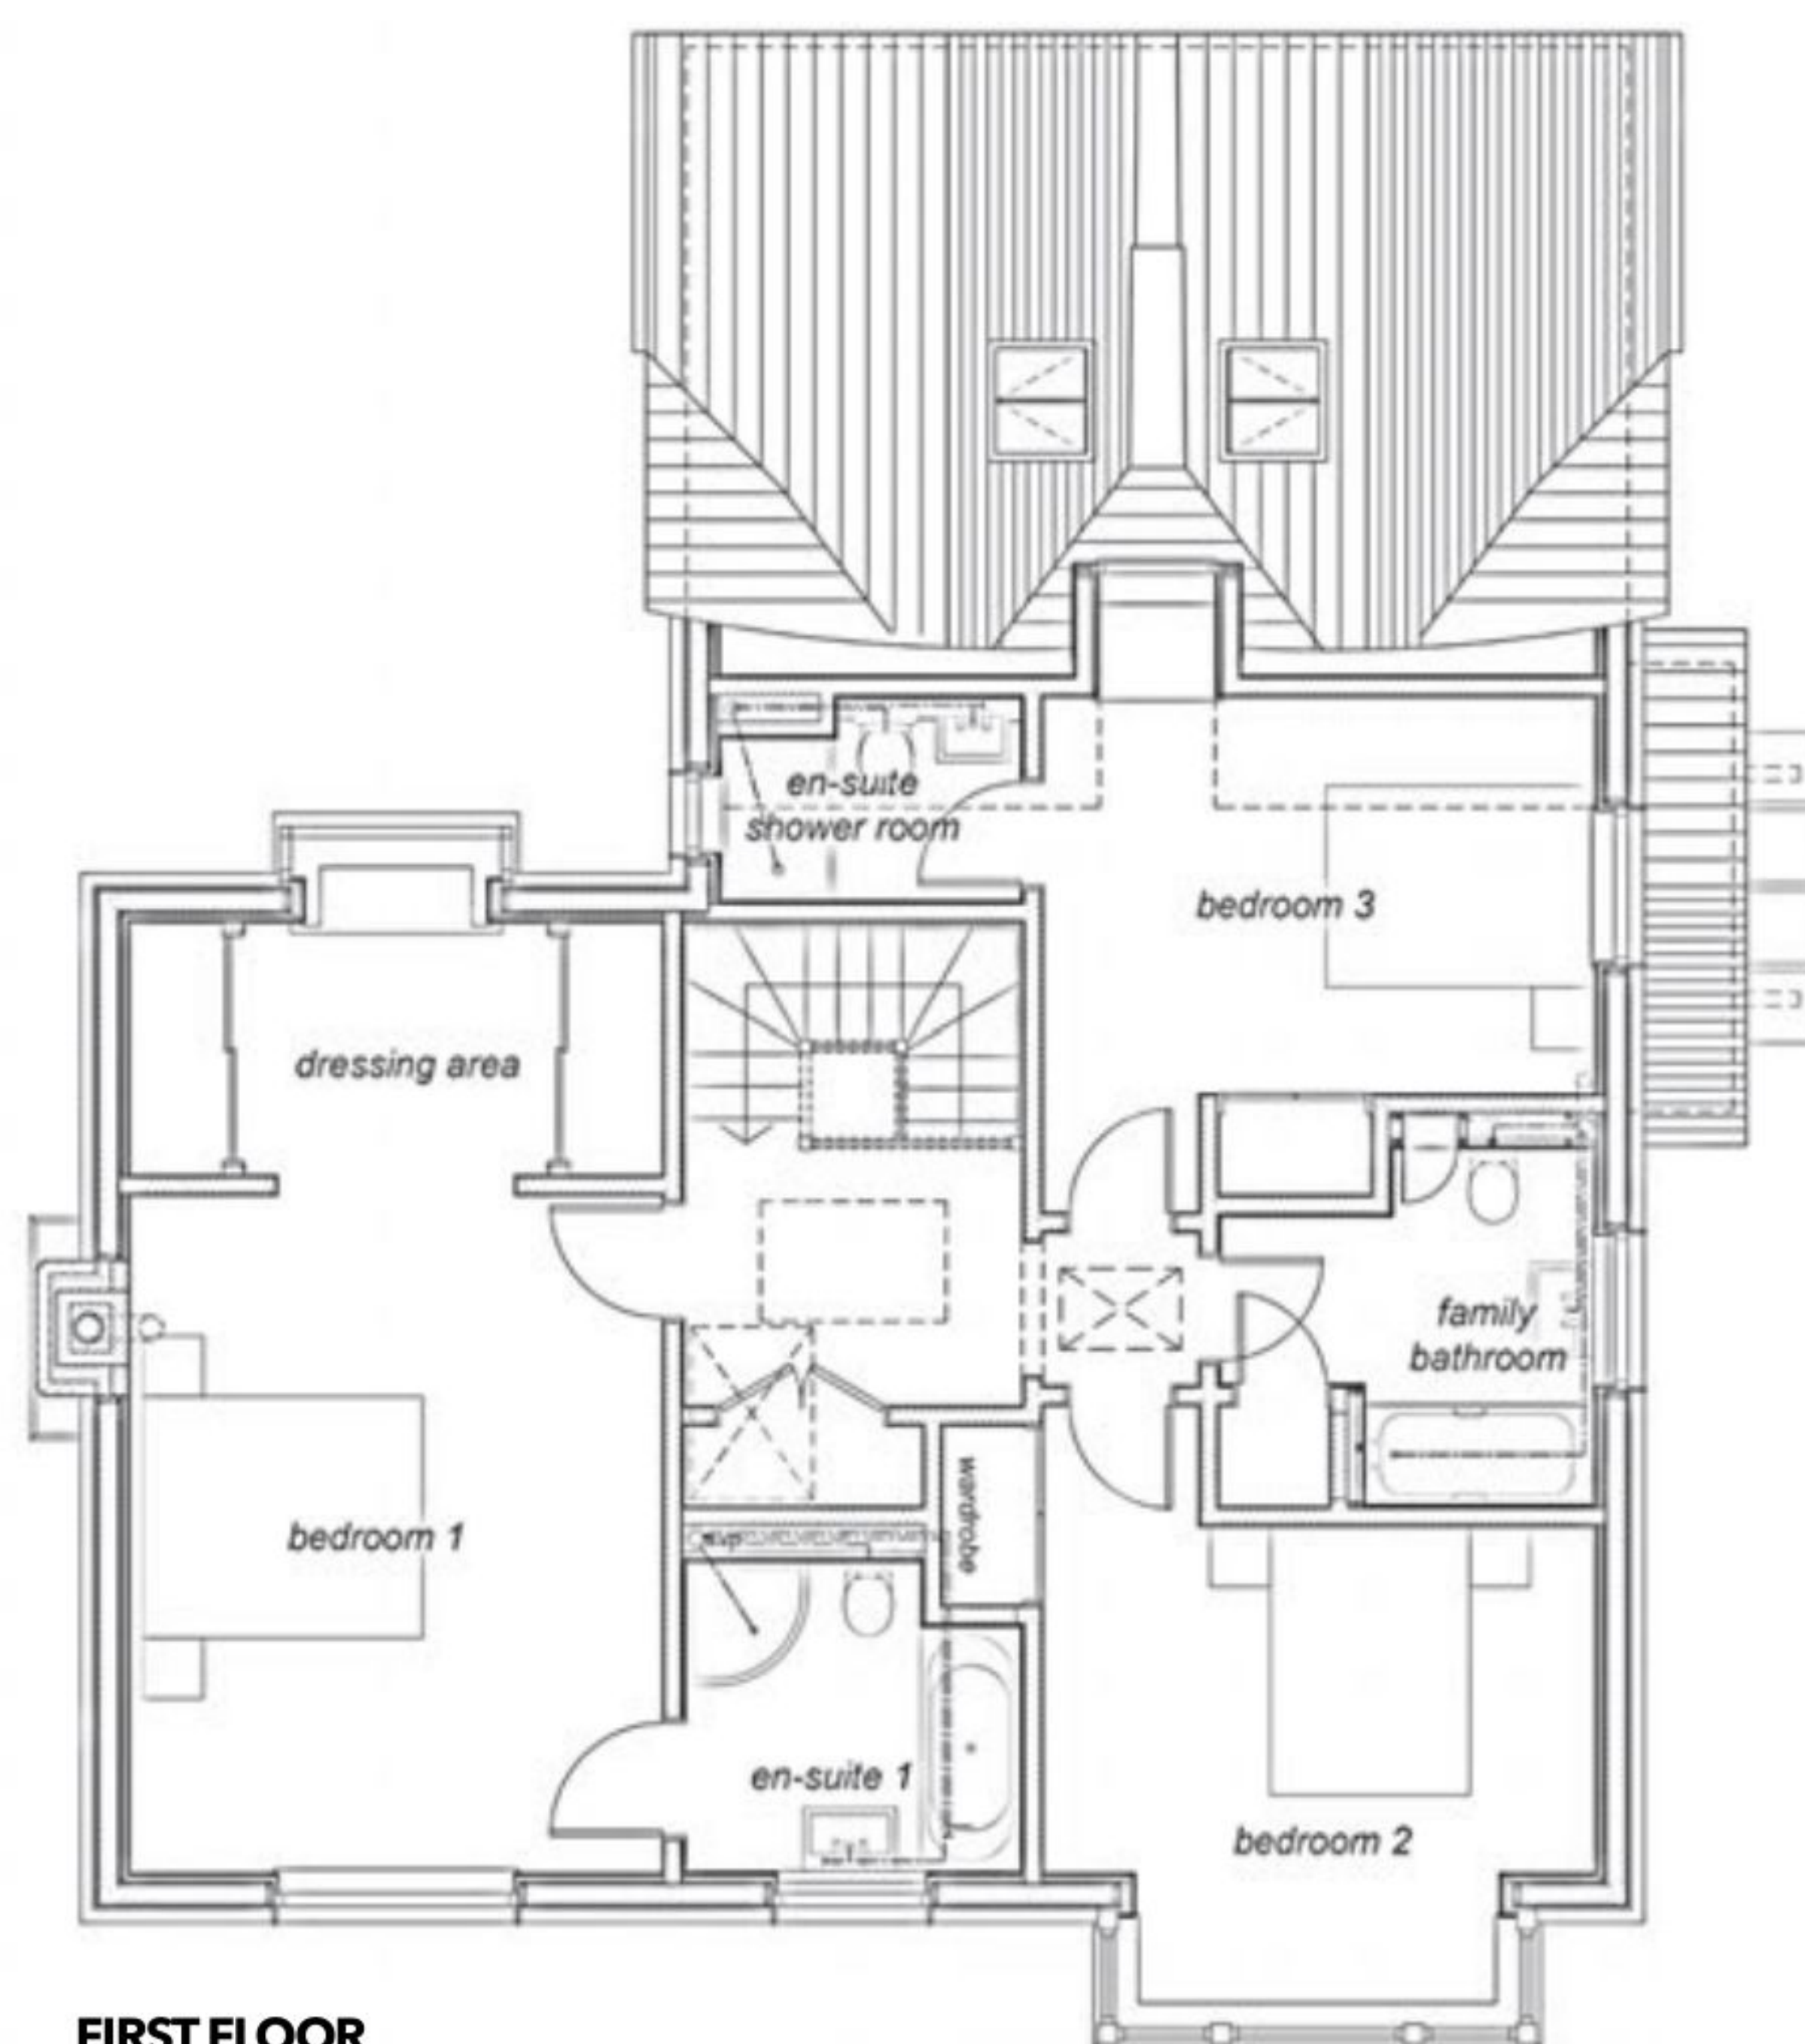 en-suite
shower room
bedroom 3
dressing area
family
bathroom
wardrobe
bedroom 1
en-suite 1
bedroom 2
FIRST FLOOR